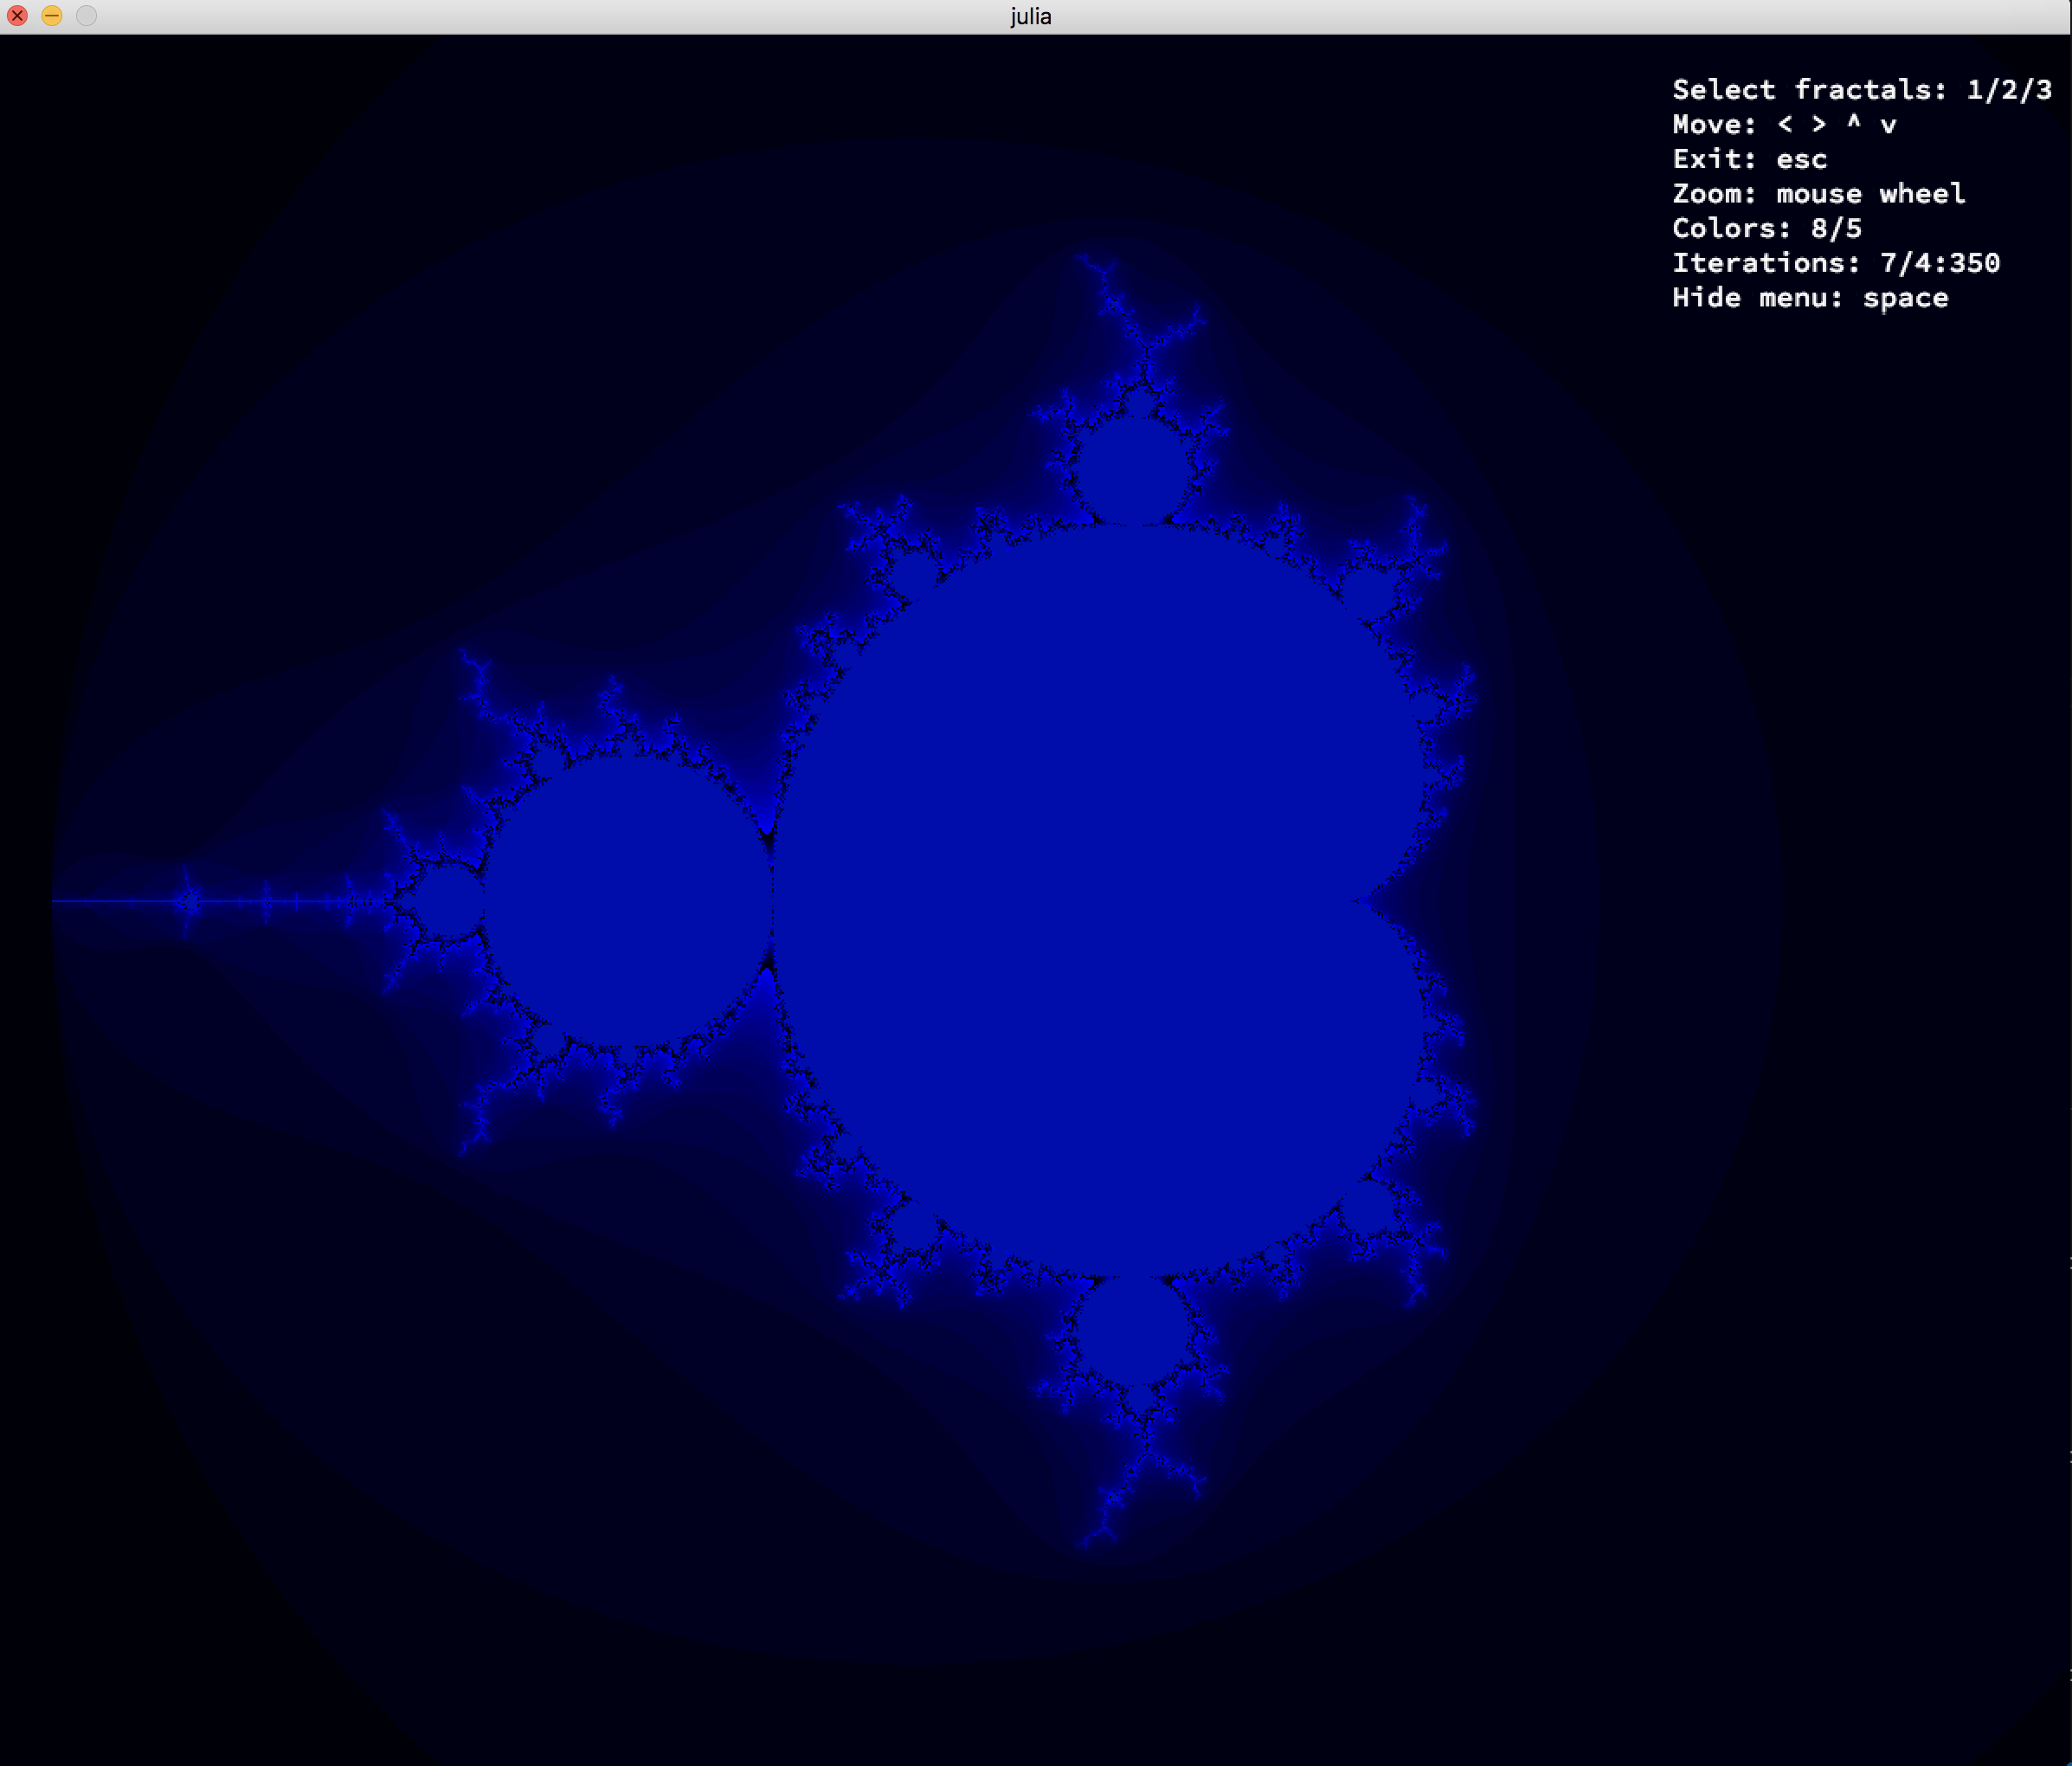 julia
Select fractals: 1/2/3
Move: < > ^ v
Exit: esc
Zoom: mouse wheel
Colors: 8/5
Iterations: 7/4:350
Hide menu: space